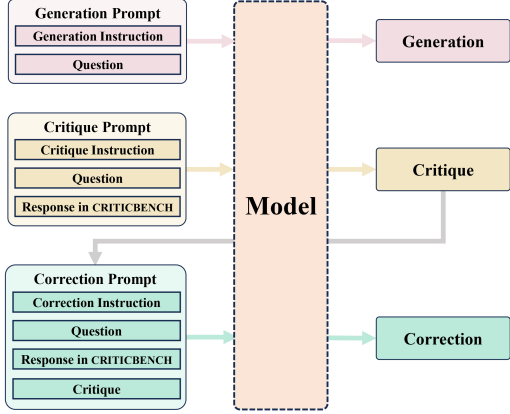 Generation Prompt
Generation Instruction
Question
Generation
Critique Prompt
Critique Instruction
Question
Response in CRITICBENCH
Critique
Model
Correction Prompt
Correction Instruction
Question
Response in CRITICBENCH
Critique
Correction